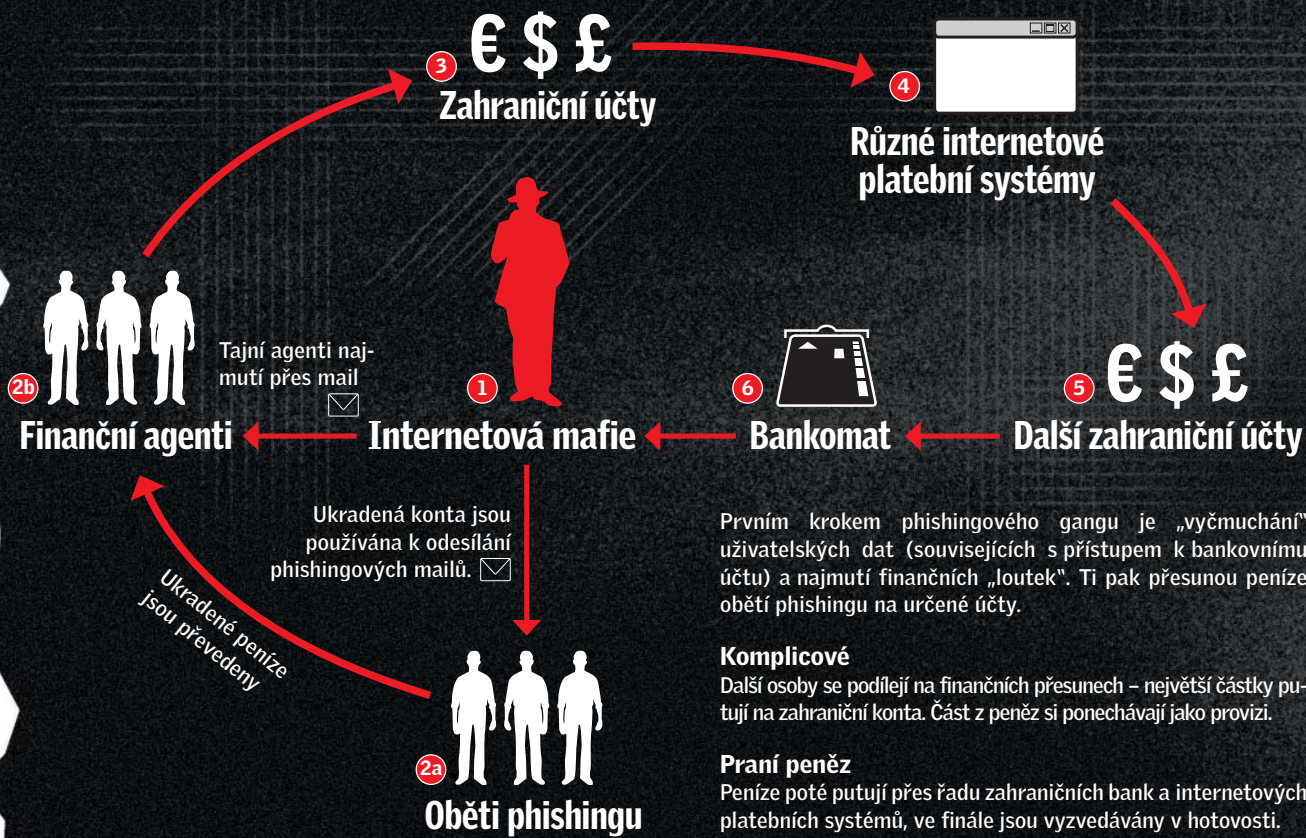 3 € $ £
Zahraniční účty
4
Různé internetové
platební systémy
2b
Tajní agenti naj-
mutí přes mail
Finanční agenti
1
Internetová mafie
6
Bankomat
5 € $ £
Další zahraniční účty
Ukradená konta jsou
používána k odesílání
phishingových mailů.
Ukradené peníze
jsou převedeny
2a
Oběti phishingu
Prvním krokem phishingového gangu je „vyčmuchání"
uživatelských dat (souvisejících s přístupem k bankovnímu
účtu) a najmutí finančních „loutek". Ti pak přesunou peníze
obětí phishingu na určené účty.
Komplicové
Další osoby se podílejí na finančních přesunech – největší částky pu-
tují na zahraniční konta. Část z peněz si ponechávají jako provizi.
Praní peněz
Peníze poté putují přes řadu zahraničních bank a internetových
platebních systémů, ve finále jsou vyzvedávány v hotovosti.